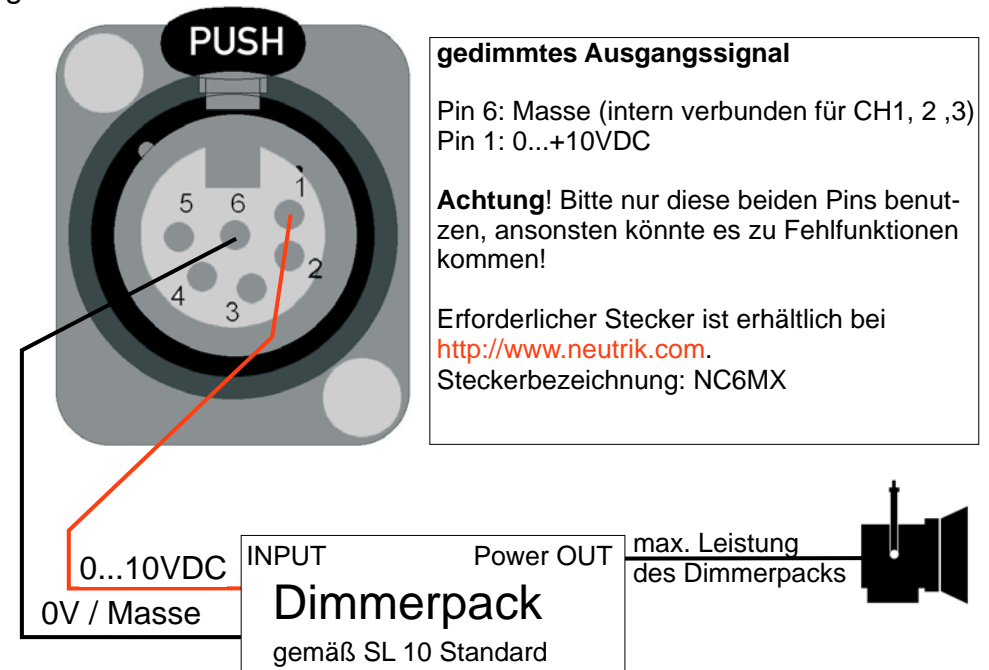 PUSH
5 6 1
2
4
3
gedimmtes Ausgangssignal
Pin 6: Masse (intern verbunden für CH1, 2 ,3)
Pin 1: 0...+10VDC
Achtung! Bitte nur diese beiden Pins benut-
zen, ansonsten könnte es zu Fehlfunktionen
kommen!
Erforderlicher Stecker ist erhältlich bei
http://www.neutrik.com.
Steckerbezeichnung: NC6MX
0...10VDC
0V / Masse
INPUT Power OUT
Dimmerpack
gemäß SL 10 Standard
max. Leistung
des Dimmerpacks